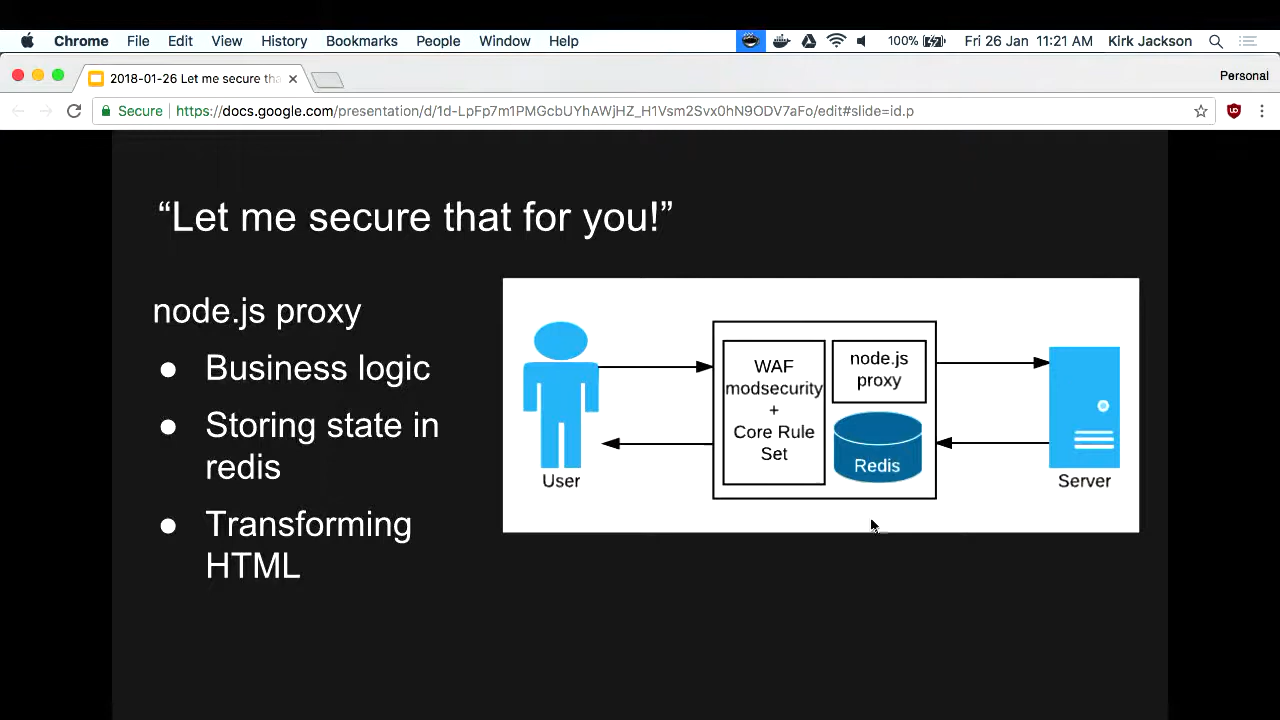 Chrome File Edit View History Bookmarks People Window Help 100% Fri 26 Jan 11:21 AM Kirk Jackson
2018-01-26 Let me secure tha
Personal
Secure https://docs.google.com/presentation/d/1d-LpFp7m1PMGcbUYhAWjHZ_H1Vsm2Svx0hN9ODV7aFo/edit#slide=id.p
“Let me secure that for you!”
node.js proxy
● Business logic
● Storing state in
redis
● Transforming
HTML
User
WAF
modsecurity
+
Core Rule
Set
node.js
proxy
Redis
Server